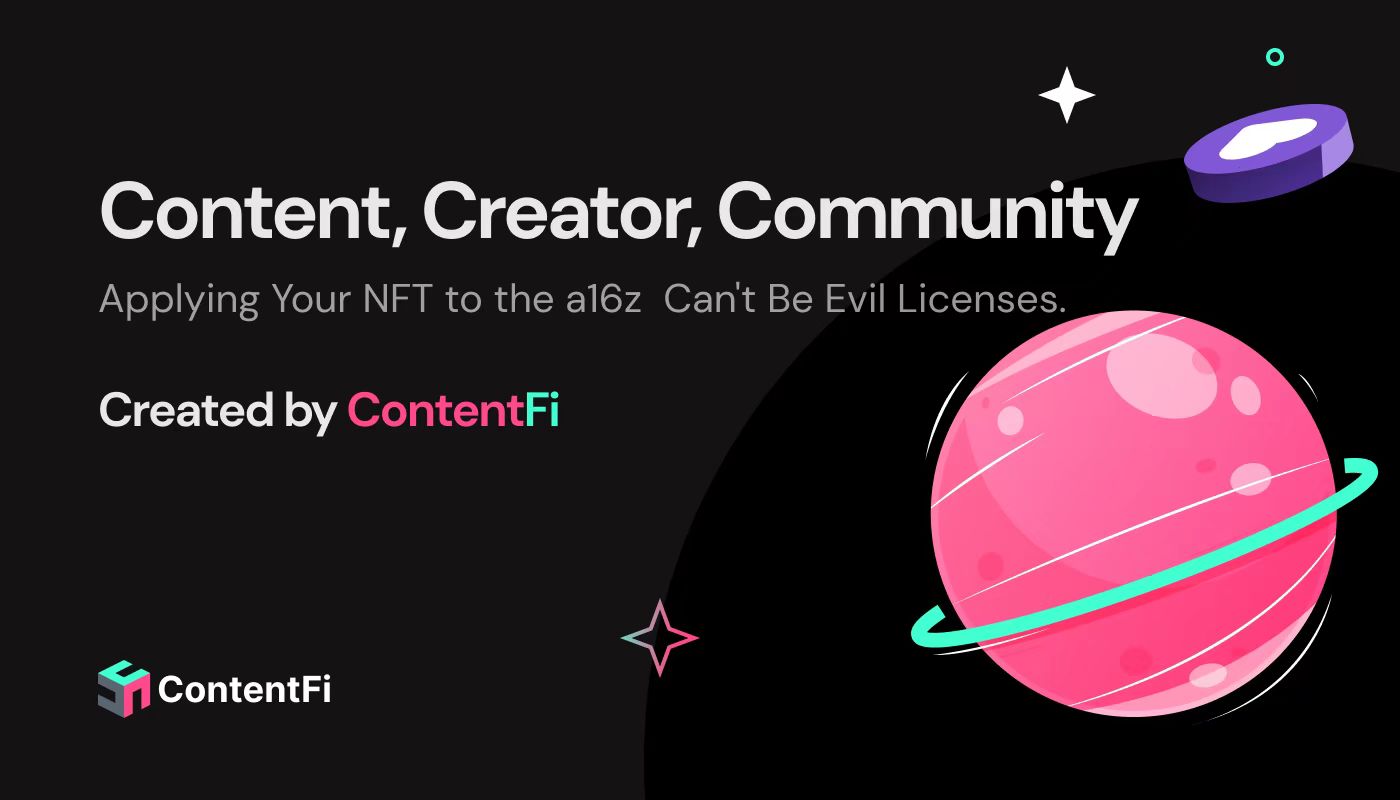 Content, Creator, Community
Applying Your NFT to the a16z  Can't Be Evil Licenses.
Created by ContentFi
ContentFi